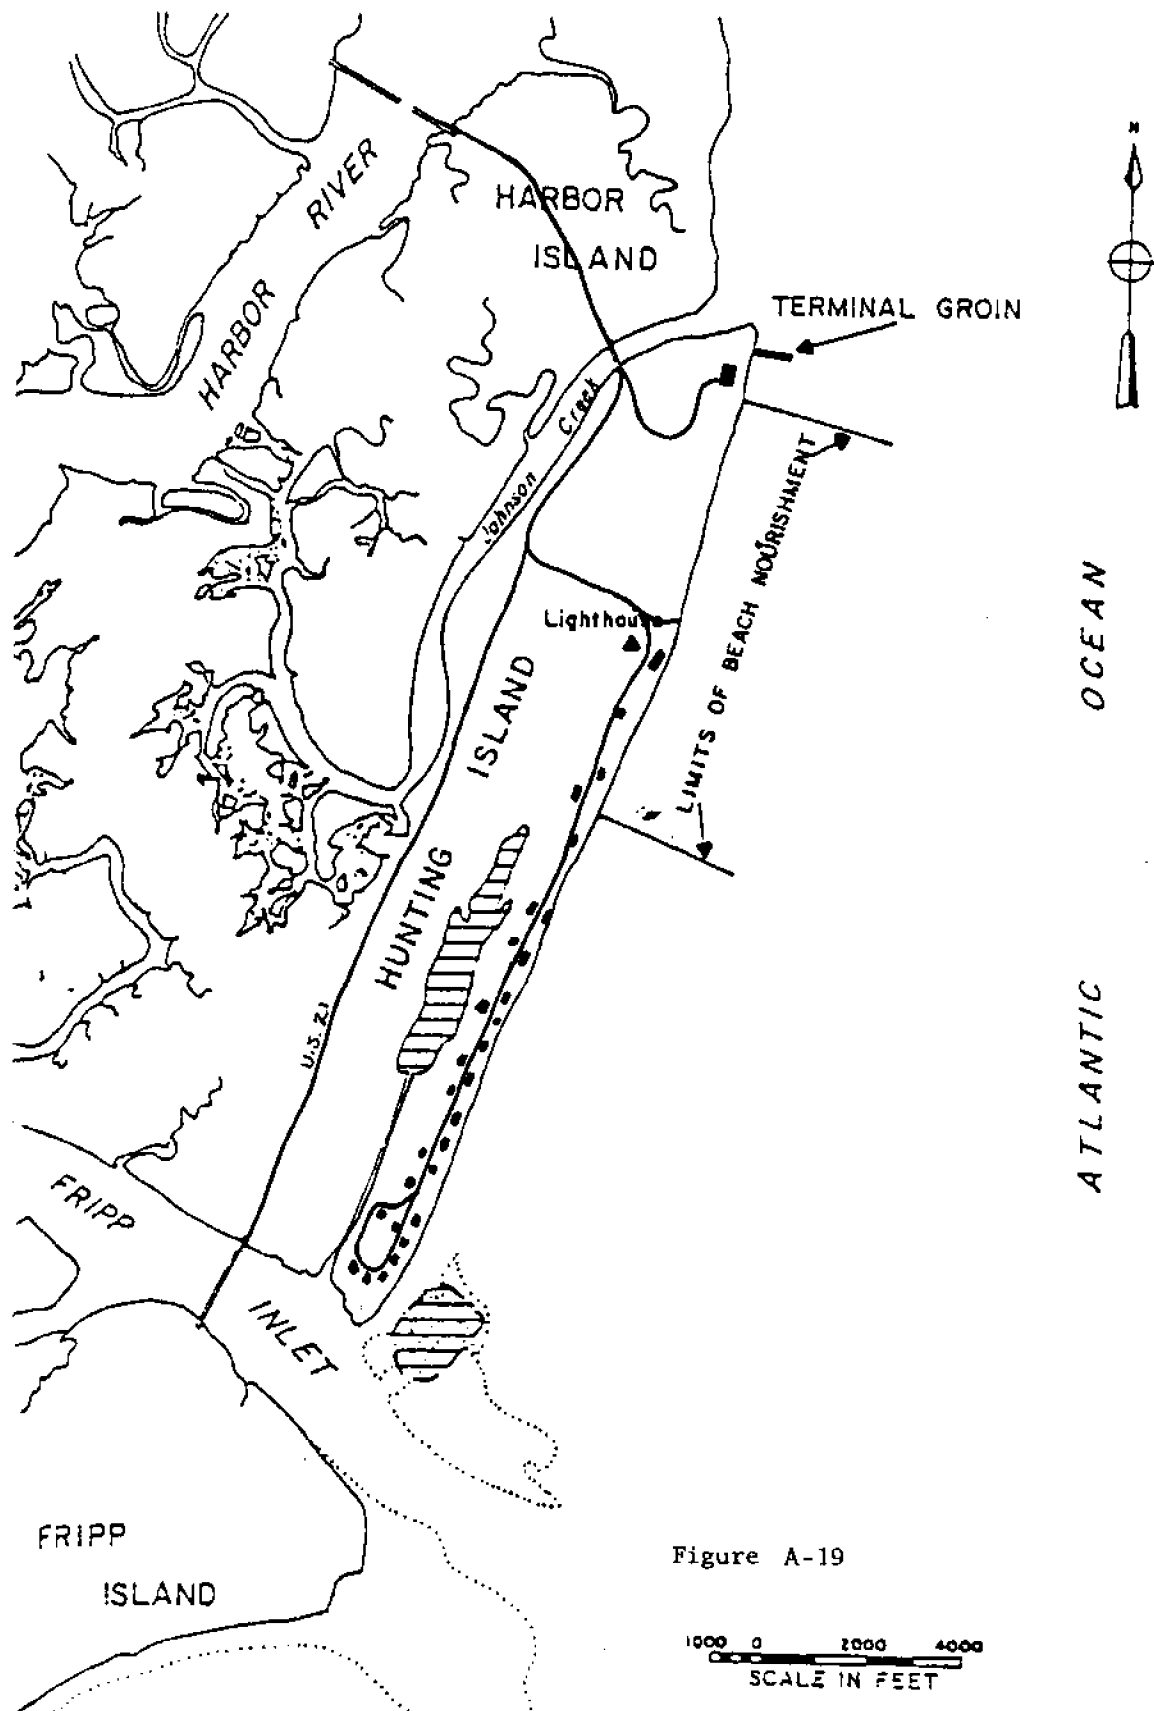 N
HARBOR RIVER
HARBOR
ISLAND
TERMINAL GROIN
Johnson Creek
LIMITS OF BEACH NOURISHMENT
Lighthou
OCEAN
ATLANTIC
HUNTING ISLAND
U.S. 21
FRIPP
INLET
FRIPP
ISLAND
Figure A-19
1000 0 2000 4000
SCALE IN FEET